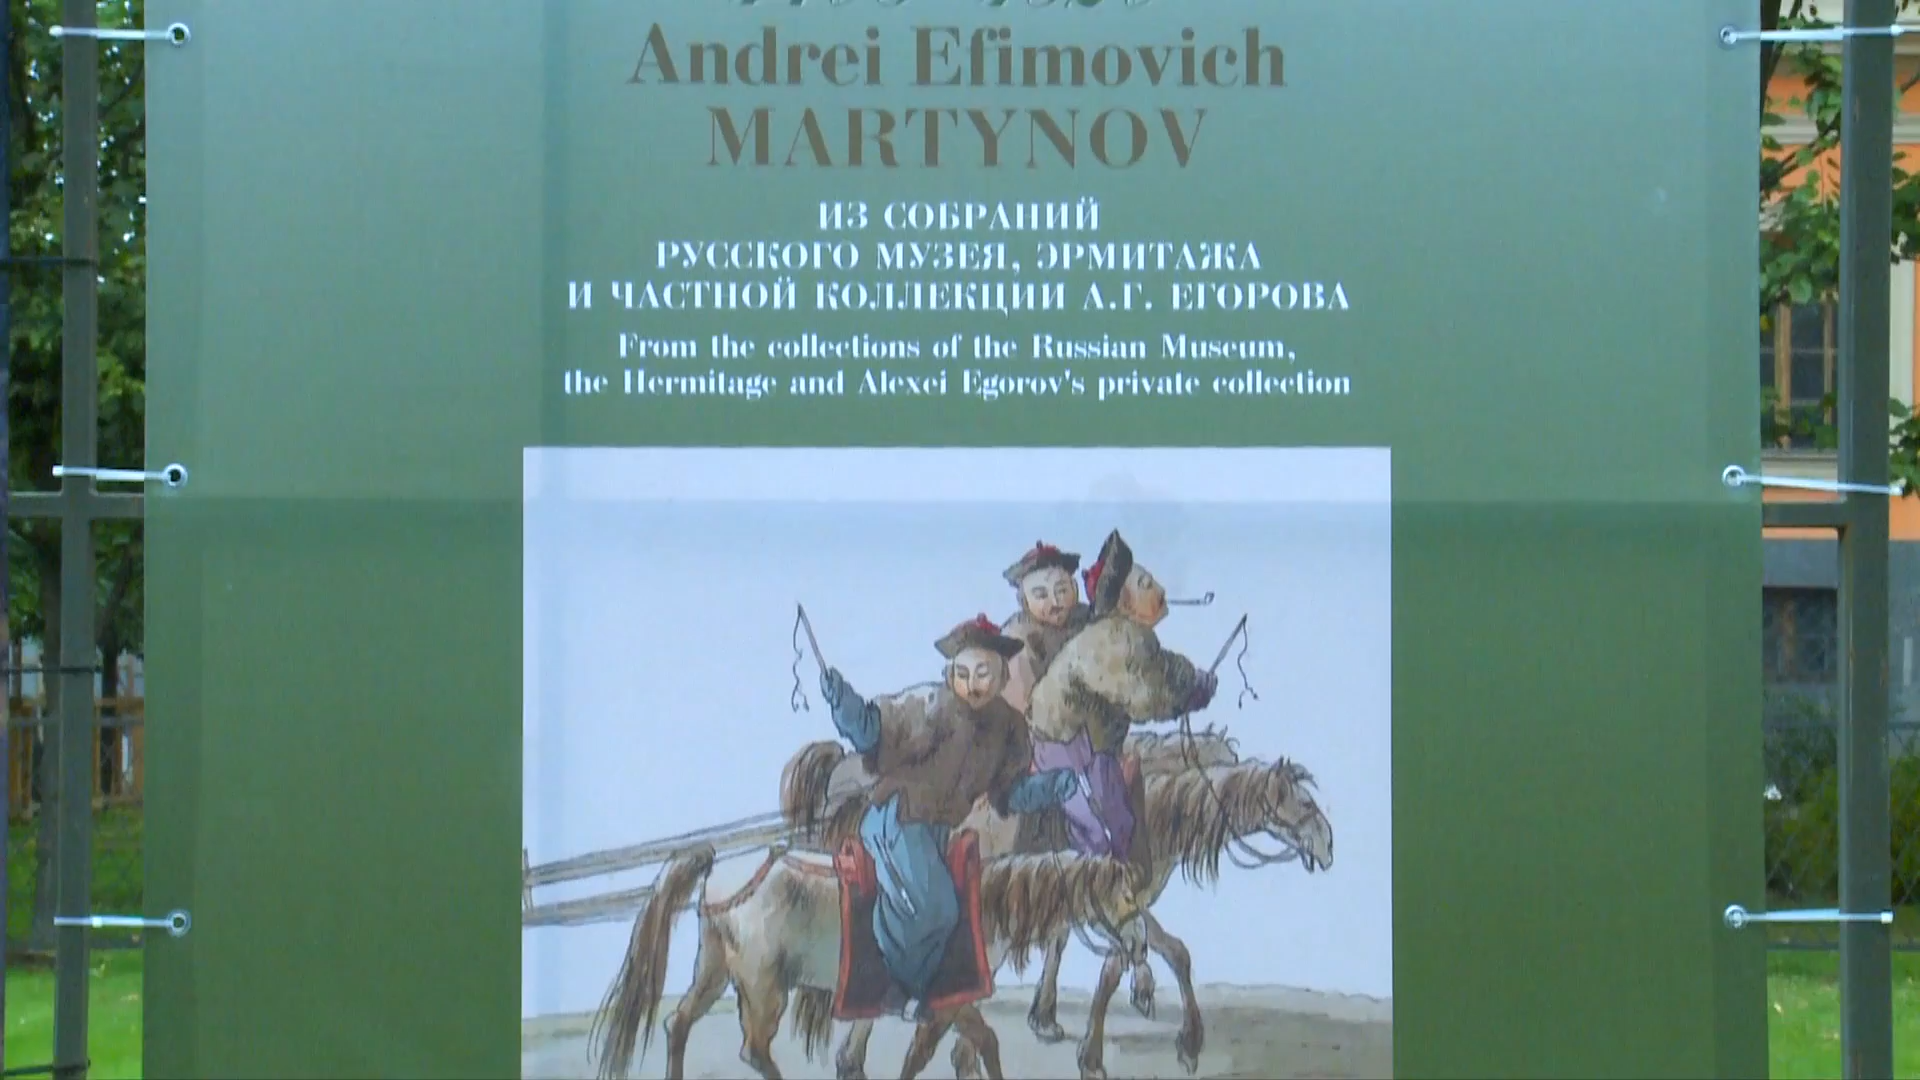 Andrei Efimovich
MARTYNOV
ИЗ СОБРАНИЙ
РУССКОГО МУЗЕЯ, ЭРМИТАЖА
И ЧАСТНОЙ КОЛЛЕКЦИИ А.Г. ЕГОРОВА
From the collections of the Russian Museum,
the Hermitage and Alexei Egorov's private collection